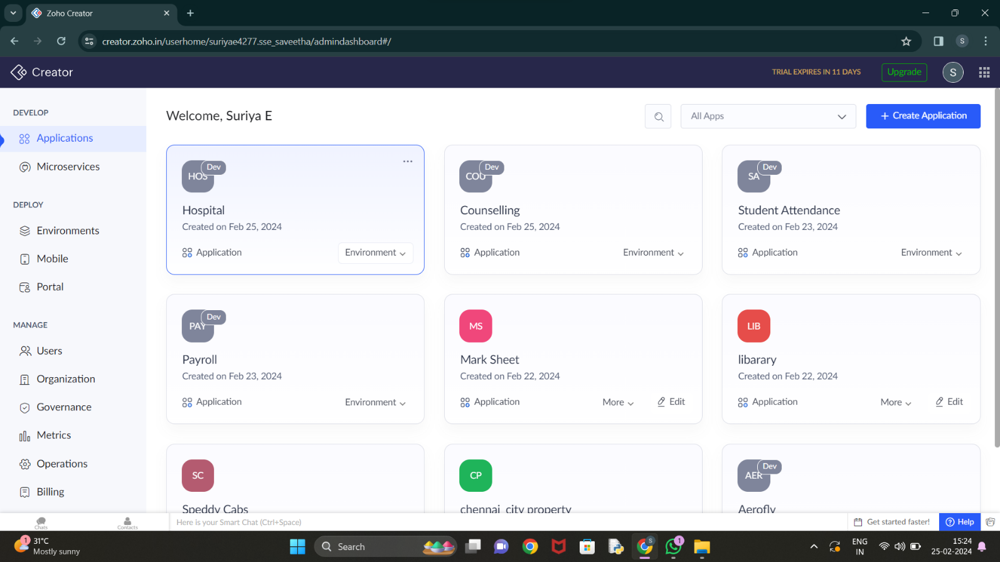 Zoho Creator
creator.zoho.in/userhome/suriyae4277.sse_saveetha/admindashboard#/
S
Creator
TRIAL EXPIRES IN 11 DAYS
Upgrade
S
DEVELOP
Applications
Microservices
DEPLOY
Environments
Mobile
Portal
MANAGE
Users
Organization
Governance
Metrics
Operations
Billing
Welcome, Suriya E
All Apps
+ Create Application
HOS
Dev
Hospital
Created on Feb 25, 2024
Application
Environment
COU
Dev
Counselling
Created on Feb 25, 2024
Application
Environment
SA
Dev
Student Attendance
Created on Feb 23, 2024
Application
Environment
PAY
Dev
Payroll
Created on Feb 23, 2024
Application
Environment
MS
Mark Sheet
Created on Feb 22, 2024
Application
More
Edit
LIB
libarary
Created on Feb 22, 2024
Application
More
Edit
SC
Speddy Cabs
CP
chennai_city property
AER
Dev
Aerofly
Chats
Contacts
Here is your Smart Chat (Ctrl+Space)
Get started faster!
? Help
1
31°C
Mostly sunny
Search
S
1
ENG
IN
15:24
25-02-2024